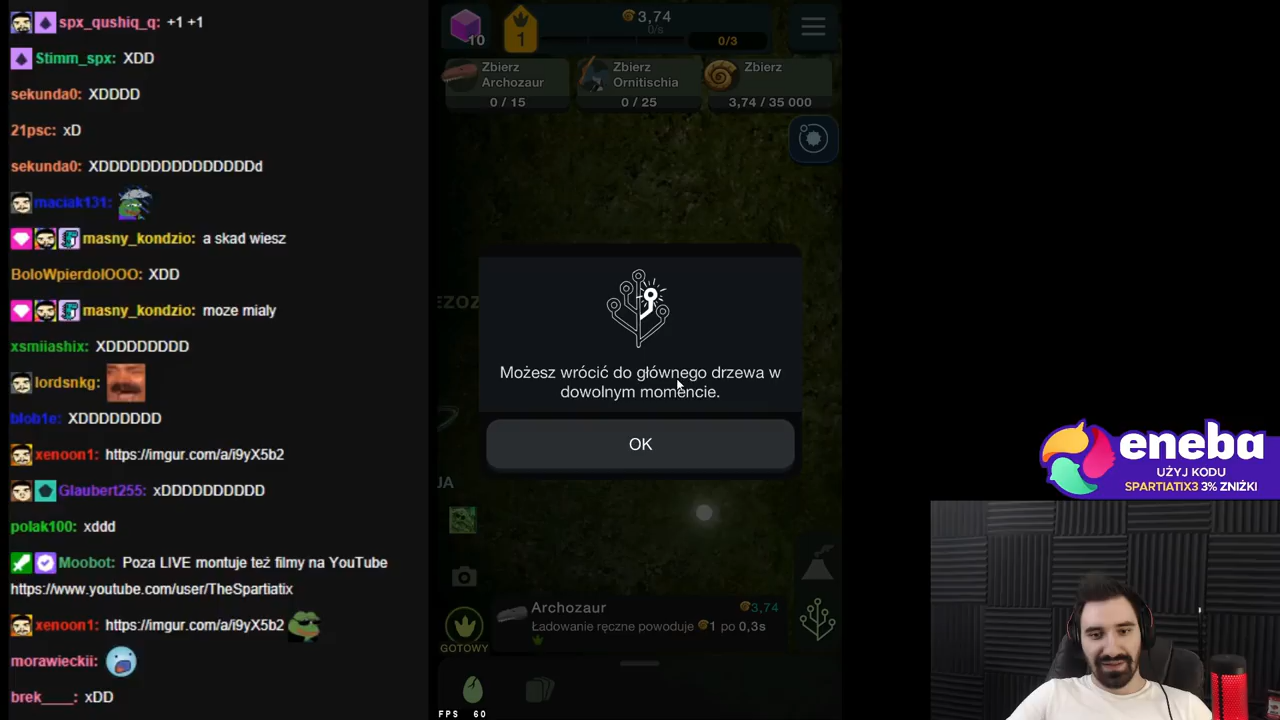 spx_qushiq_q: +1 +1
Stimm_spx: XDD
sekunda0: XDDDD
21psc: xD
sekunda0: XDDDDDDDDDDDDDDDd
maciak131:
masny_kondzio: a skad wiesz
BoloWpierdolOOO: XDD
masny_kondzio: moze mialy
xsmiiashix: XDDDDDDDD
lordsnkg:
blob1e: XDDDDDDDD
xenoon1: https://imgur.com/a/i9yX5b2
Glaubert255: xDDDDDDDDDD
polak100: xddd
Moobot: Poza LIVE montuje też filmy na YouTube
https://www.youtube.com/user/TheSpartiatix
xenoon1: https://imgur.com/a/i9yX5b2
morawieckii:
brek____: xDD
10
1
3,74
0/s
0/3
Zbierz
Archozaur
0 / 15
Zbierz
Ornitischia
0 / 25
Zbierz
3,74 / 35 000
EZOZ
Możesz wrócić do głównego drzewa w
dowolnym momencie.
OK
JA
Archozaur
3,74
Ładowanie ręczne powoduje 1 po 0,3s
GOTOWY
FPS 60
eneba
UŻYJ KODU
SPARTIATIX3 3% ZNIŻKI